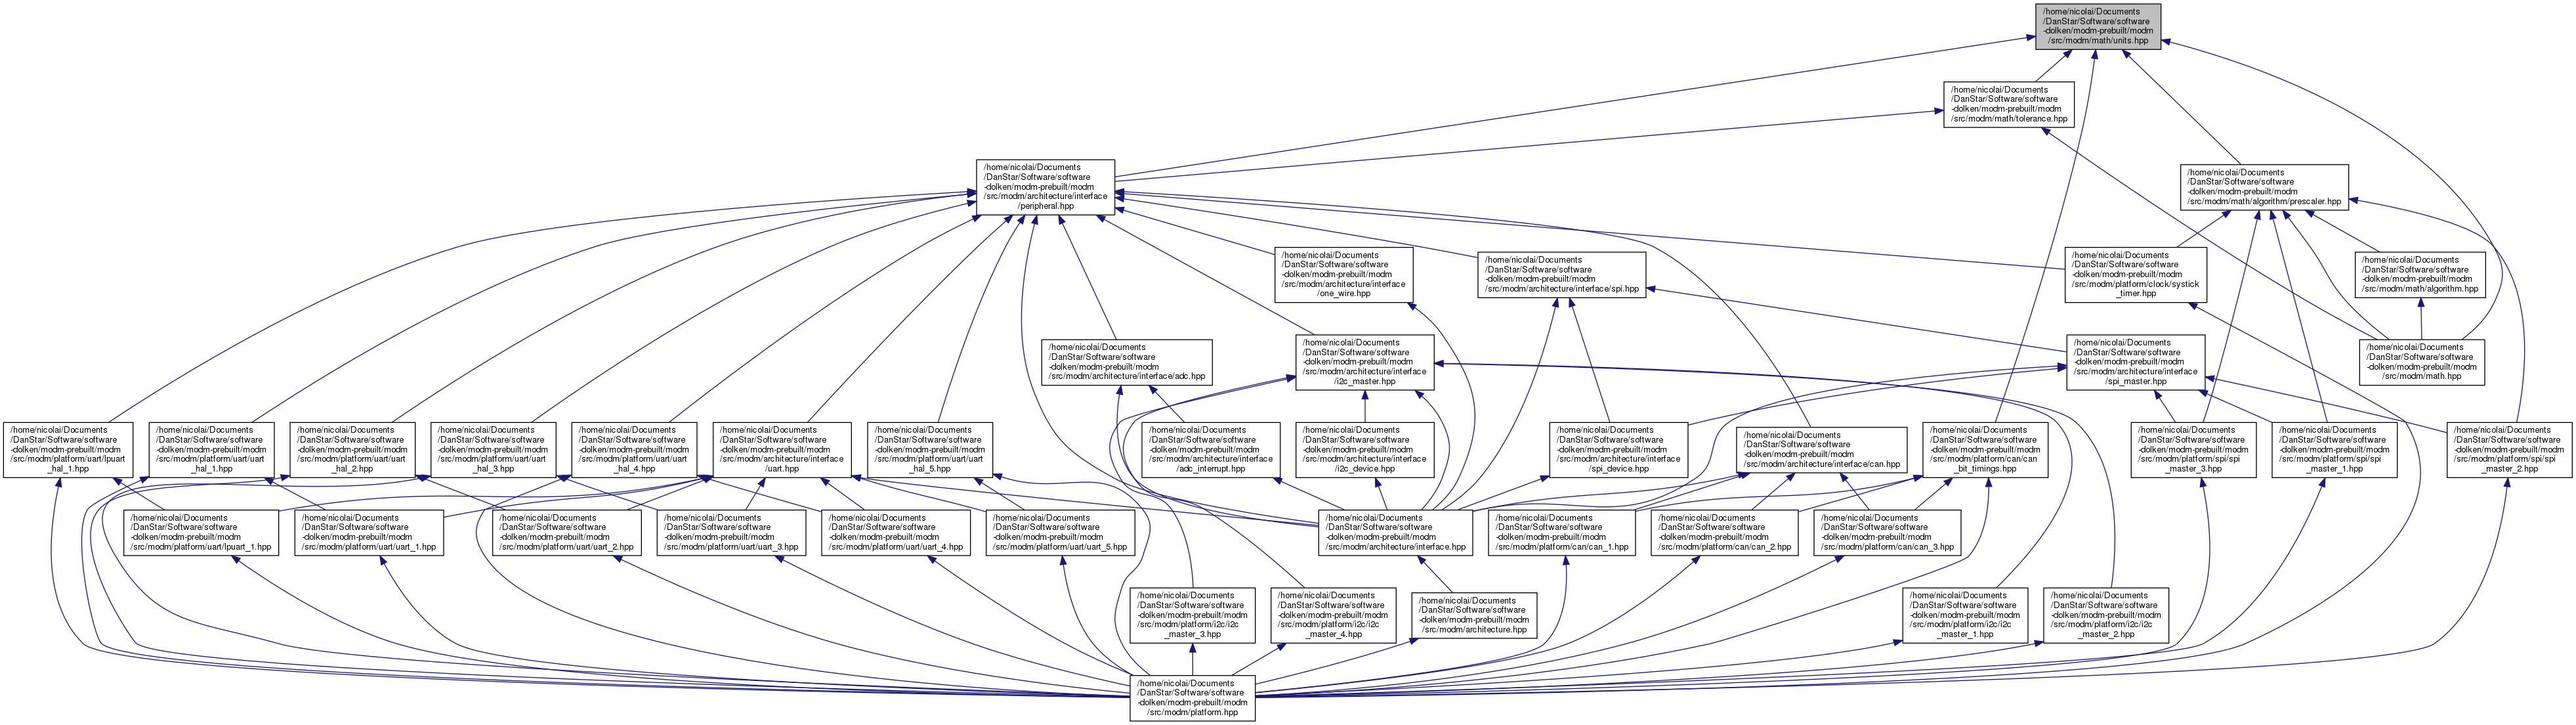 /home/nicolai/Documents
/DanStar/Software/software
-dolken/modm-prebuilt/modm
/src/modm/math/units.hpp
/home/nicolai/Documents
/DanStar/Software/software
-dolken/modm-prebuilt/modm
/src/modm/math/tolerance.hpp
/home/nicolai/Documents
/DanStar/Software/software
-dolken/modm-prebuilt/modm
/src/modm/architecture/interface
/peripheral.hpp
/home/nicolai/Documents
/DanStar/Software/software
-dolken/modm-prebuilt/modm
/src/modm/math/algorithm/prescaler.hpp
/home/nicolai/Documents
/DanStar/Software/software
-dolken/modm-prebuilt/modm
/src/modm/architecture/interface
/one_wire.hpp
/home/nicolai/Documents
/DanStar/Software/software
-dolken/modm-prebuilt/modm
/src/modm/architecture/interface/spi.hpp
/home/nicolai/Documents
/DanStar/Software/software
-dolken/modm-prebuilt/modm
/src/modm/platform/clock/systick
_timer.hpp
/home/nicolai/Documents
/DanStar/Software/software
-dolken/modm-prebuilt/modm
/src/modm/math/algorithm.hpp
/home/nicolai/Documents
/DanStar/Software/software
-dolken/modm-prebuilt/modm
/src/modm/architecture/interface/adc.hpp
/home/nicolai/Documents
/DanStar/Software/software
-dolken/modm-prebuilt/modm
/src/modm/architecture/interface
/i2c_master.hpp
/home/nicolai/Documents
/DanStar/Software/software
-dolken/modm-prebuilt/modm
/src/modm/architecture/interface
/spi_master.hpp
/home/nicolai/Documents
/DanStar/Software/software
-dolken/modm-prebuilt/modm
/src/modm/math.hpp
/home/nicolai/Documents
/DanStar/Software/software
-dolken/modm-prebuilt/modm
/src/modm/platform/uart/lpuart
_hal_1.hpp
/home/nicolai/Documents
/DanStar/Software/software
-dolken/modm-prebuilt/modm
/src/modm/platform/uart/uart
_hal_1.hpp
/home/nicolai/Documents
/DanStar/Software/software
-dolken/modm-prebuilt/modm
/src/modm/platform/uart/uart
_hal_2.hpp
/home/nicolai/Documents
/DanStar/Software/software
-dolken/modm-prebuilt/modm
/src/modm/platform/uart/uart
_hal_3.hpp
/home/nicolai/Documents
/DanStar/Software/software
-dolken/modm-prebuilt/modm
/src/modm/platform/uart/uart
_hal_4.hpp
/home/nicolai/Documents
/DanStar/Software/software
-dolken/modm-prebuilt/modm
/src/modm/architecture/interface
/uart.hpp
/home/nicolai/Documents
/DanStar/Software/software
-dolken/modm-prebuilt/modm
/src/modm/platform/uart/uart
_hal_5.hpp
/home/nicolai/Documents
/DanStar/Software/software
-dolken/modm-prebuilt/modm
/src/modm/architecture/interface
/adc_interrupt.hpp
/home/nicolai/Documents
/DanStar/Software/software
-dolken/modm-prebuilt/modm
/src/modm/architecture/interface
/i2c_device.hpp
/home/nicolai/Documents
/DanStar/Software/software
-dolken/modm-prebuilt/modm
/src/modm/architecture/interface
/spi_device.hpp
/home/nicolai/Documents
/DanStar/Software/software
-dolken/modm-prebuilt/modm
/src/modm/architecture/interface/can.hpp
/home/nicolai/Documents
/DanStar/Software/software
-dolken/modm-prebuilt/modm
/src/modm/platform/can/can
_bit_timings.hpp
/home/nicolai/Documents
/DanStar/Software/software
-dolken/modm-prebuilt/modm
/src/modm/platform/spi/spi
_master_3.hpp
/home/nicolai/Documents
/DanStar/Software/software
-dolken/modm-prebuilt/modm
/src/modm/platform/spi/spi
_master_1.hpp
/home/nicolai/Documents
/DanStar/Software/software
-dolken/modm-prebuilt/modm
/src/modm/platform/spi/spi
_master_2.hpp
/home/nicolai/Documents
/DanStar/Software/software
-dolken/modm-prebuilt/modm
/src/modm/platform/uart/lpuart_1.hpp
/home/nicolai/Documents
/DanStar/Software/software
-dolken/modm-prebuilt/modm
/src/modm/platform/uart/uart_1.hpp
/home/nicolai/Documents
/DanStar/Software/software
-dolken/modm-prebuilt/modm
/src/modm/platform/uart/uart_2.hpp
/home/nicolai/Documents
/DanStar/Software/software
-dolken/modm-prebuilt/modm
/src/modm/platform/uart/uart_3.hpp
/home/nicolai/Documents
/DanStar/Software/software
-dolken/modm-prebuilt/modm
/src/modm/platform/uart/uart_4.hpp
/home/nicolai/Documents
/DanStar/Software/software
-dolken/modm-prebuilt/modm
/src/modm/platform/uart/uart_5.hpp
/home/nicolai/Documents
/DanStar/Software/software
-dolken/modm-prebuilt/modm
/src/modm/architecture/interface.hpp
/home/nicolai/Documents
/DanStar/Software/software
-dolken/modm-prebuilt/modm
/src/modm/platform/can/can_1.hpp
/home/nicolai/Documents
/DanStar/Software/software
-dolken/modm-prebuilt/modm
/src/modm/platform/can/can_2.hpp
/home/nicolai/Documents
/DanStar/Software/software
-dolken/modm-prebuilt/modm
/src/modm/platform/can/can_3.hpp
/home/nicolai/Documents
/DanStar/Software/software
-dolken/modm-prebuilt/modm
/src/modm/platform/i2c/i2c
_master_3.hpp
/home/nicolai/Documents
/DanStar/Software/software
-dolken/modm-prebuilt/modm
/src/modm/platform/i2c/i2c
_master_4.hpp
/home/nicolai/Documents
/DanStar/Software/software
-dolken/modm-prebuilt/modm
/src/modm/architecture.hpp
/home/nicolai/Documents
/DanStar/Software/software
-dolken/modm-prebuilt/modm
/src/modm/platform/i2c/i2c
_master_1.hpp
/home/nicolai/Documents
/DanStar/Software/software
-dolken/modm-prebuilt/modm
/src/modm/platform/i2c/i2c
_master_2.hpp
/home/nicolai/Documents
/DanStar/Software/software
-dolken/modm-prebuilt/modm
/src/modm/platform.hpp